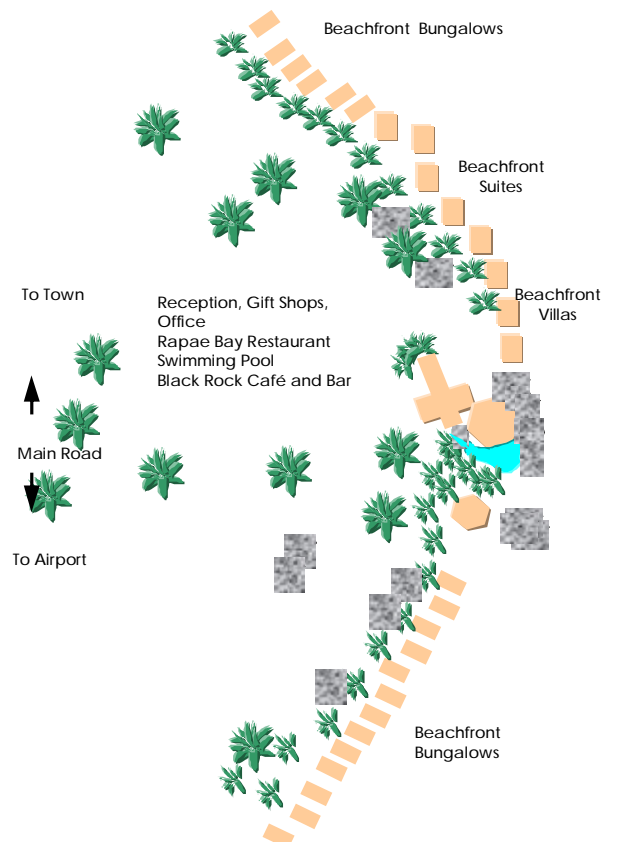 Beachfront Bungalows
Beachfront
Suites
To Town
Reception, Gift Shops,
Office
Rapae Bay Restaurant
Swimming Pool
Black Rock Café and Bar
Beachfront
Villas
Main Road
To Airport
Beachfront
Bungalows